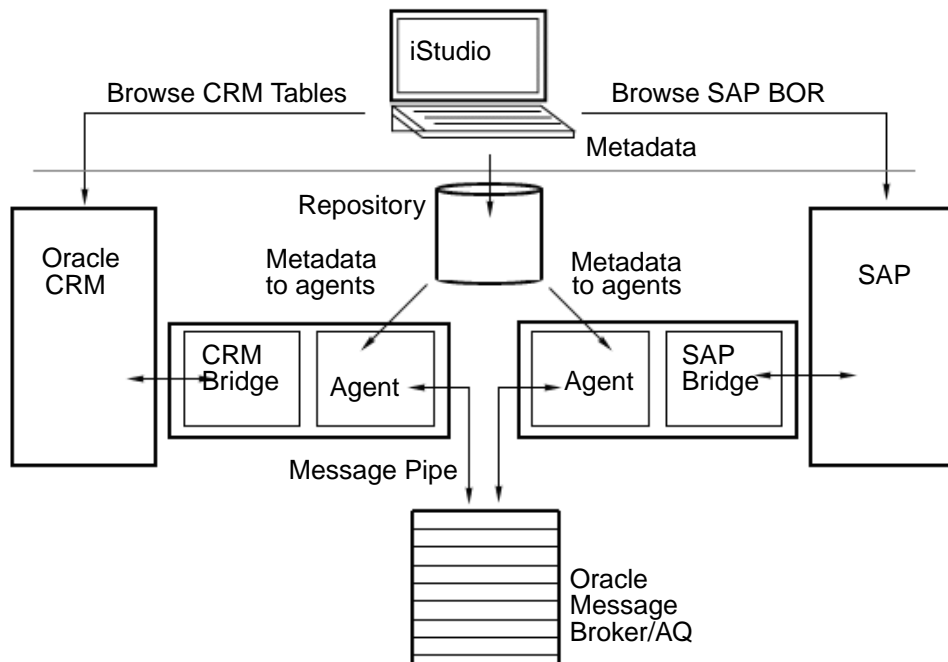 iStudio
Browse CRM Tables
Browse SAP BOR
Metadata
Repository
Oracle
CRM
Metadata
to agents
Metadata
to agents
SAP
CRM
Bridge
Agent
Agent
SAP
Bridge
Message Pipe
Oracle
Message
Broker/AQ